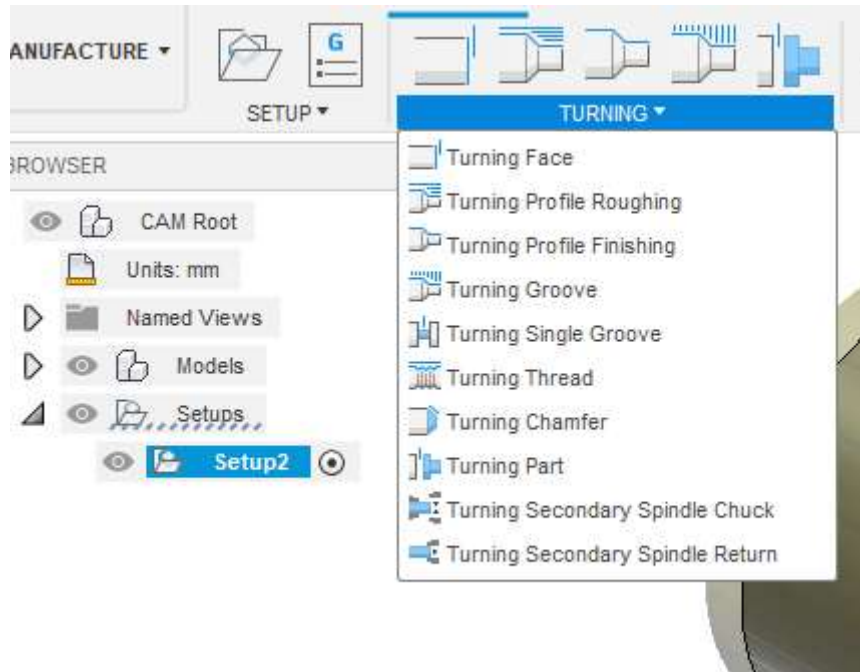 ANUFACTURE
G
SETUP
TURNING
BROWSER
CAM Root
Units: mm
Named Views
Models
Setups
Setup2
Turning Face
Turning Profile Roughing
Turning Profile Finishing
Turning Groove
Turning Single Groove
Turning Thread
Turning Chamfer
Turning Part
Turning Secondary Spindle Chuck
Turning Secondary Spindle Return